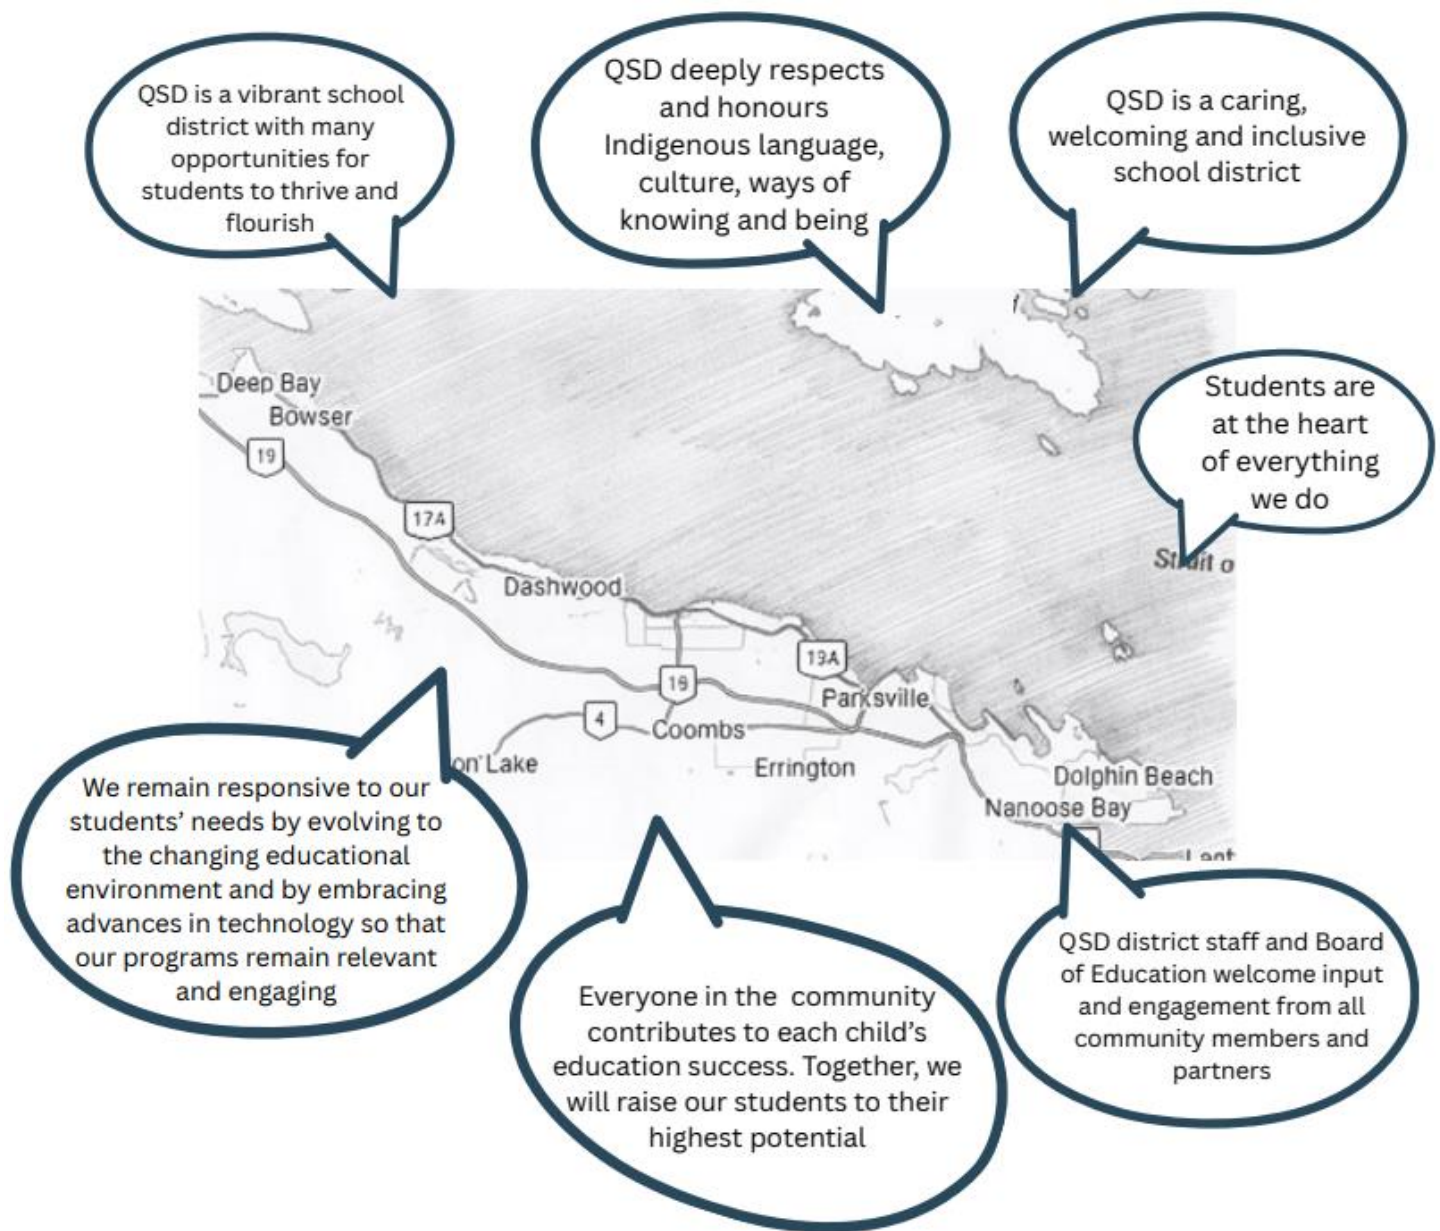 QSD is a vibrant school
district with many
opportunities for
students to thrive and
flourish
QSD deeply respects
and honours
Indigenous language,
culture, ways of
knowing and being
QSD is a caring,
welcoming and inclusive
school district
Students are
at the heart
of everything
we do
Deep Bay
Bowser
19
17A
Strait o
Dashwood
19A
19
Parksville
4
Coombs
on Lake
Errington
Dolphin Beach
Nanoose Bay
Lant
We remain responsive to our
students' needs by evolving to
the changing educational
environment and by embracing
advances in technology so that
our programs remain relevant
and engaging
Everyone in the community
contributes to each child's
education success. Together, we
will raise our students to their
highest potential
QSD district staff and Board
of Education welcome input
and engagement from all
community members and
partners